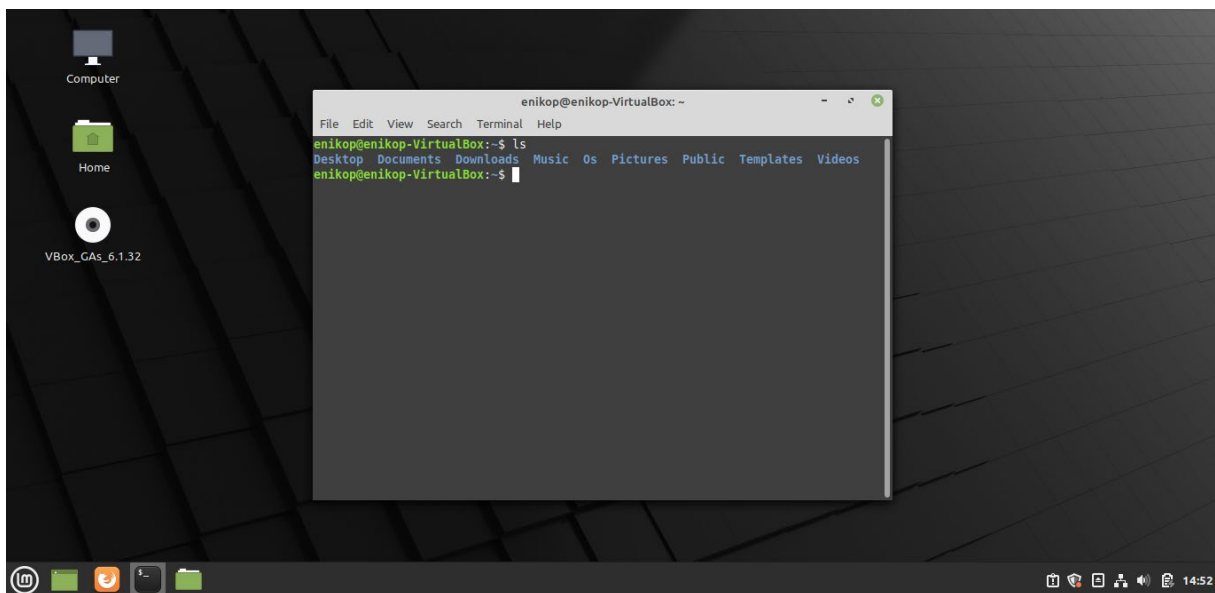 Computer
Home
VBox_GAs_6.1.32
enikop@enikop-VirtualBox: ~
File Edit View Search Terminal Help
enikop@enikop-VirtualBox:~$ ls
Desktop Documents Downloads Music Os Pictures Public Templates Videos
enikop@enikop-VirtualBox:~$
$_
14:52